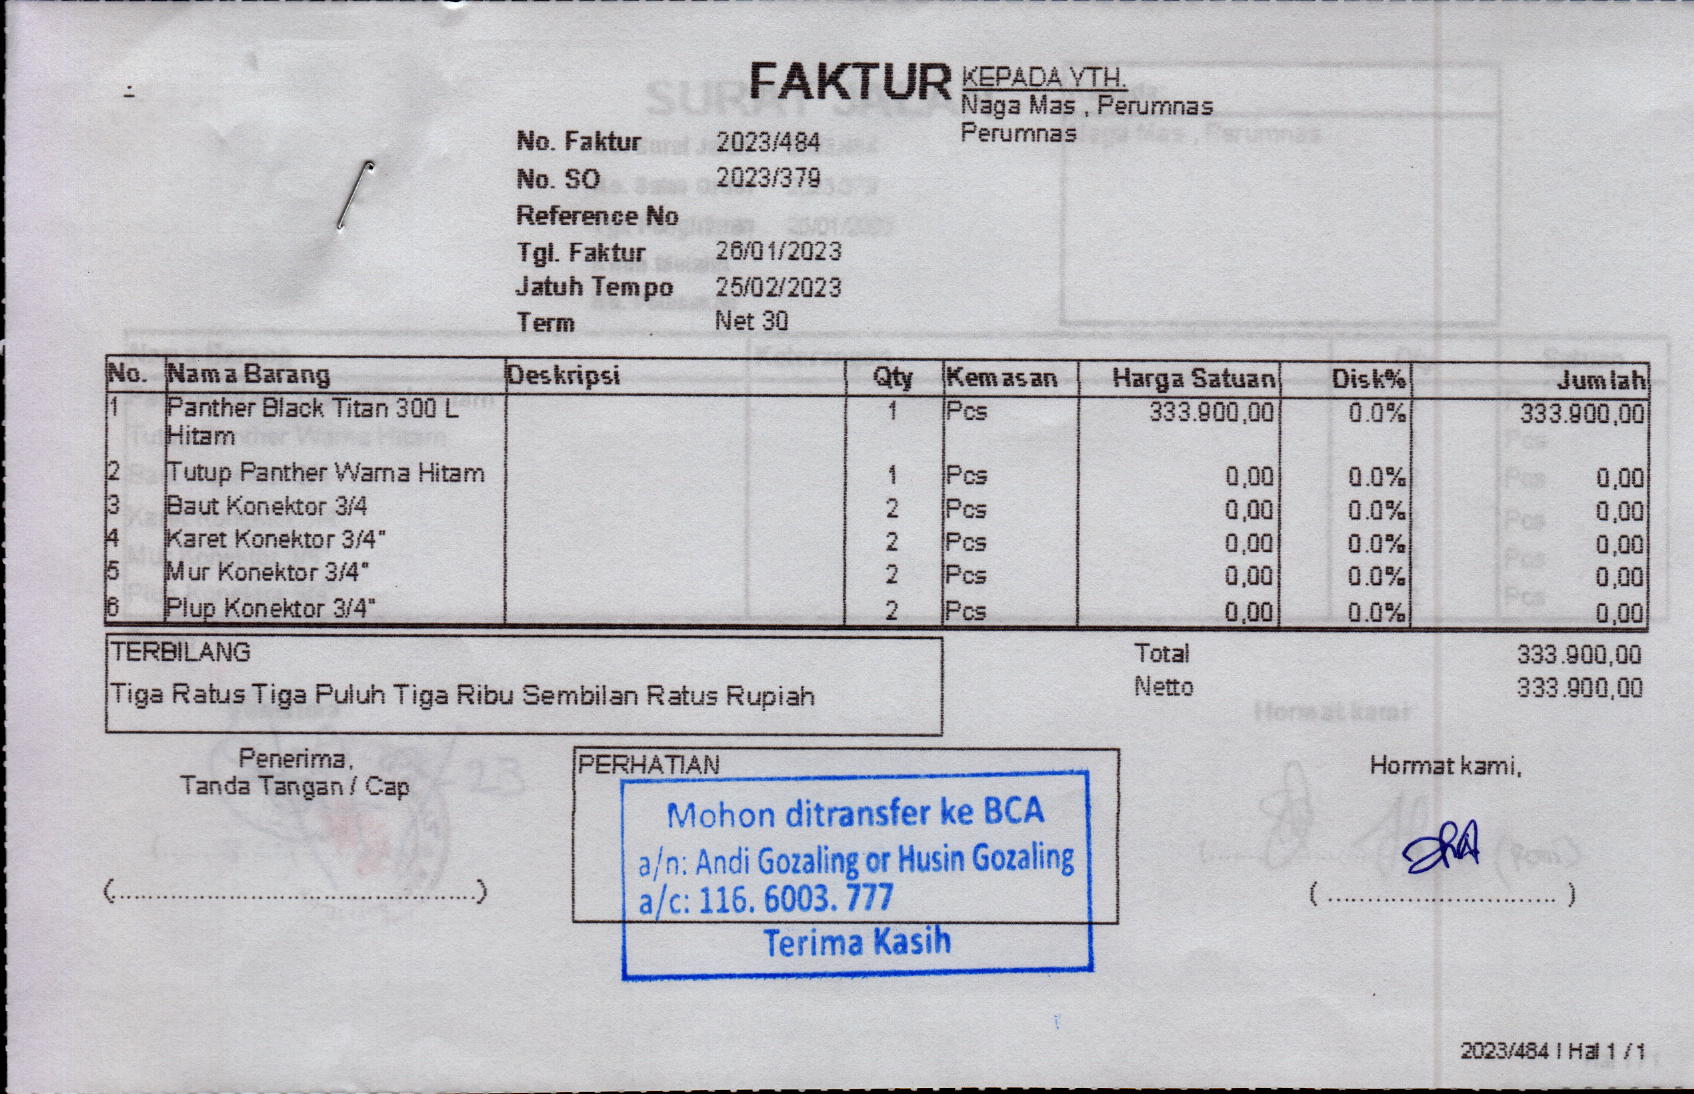 FAKTUR
KEPADA YTH.
Naga Mas , Perumnas
Perumnas
No. Faktur 2023/484
No. SO 2023/379
Reference No
Tgl. Faktur 26/01/2023
Jatuh Tempo 25/02/2023
Term Net 30
No. Nama Barang Deskripsi Qty Kemasan Harga Satuan Disk% Jumlah
1 Panther Black Titan 300 L 1 Pcs 333.900,00 0.0% 333.900,00
Hitam
2 Tutup Panther Warna Hitam 1 Pcs 0,00 0.0% 0,00
3 Baut Konektor 3/4 2 Pcs 0,00 0.0% 0,00
4 Karet Konektor 3/4" 2 Pcs 0,00 0.0% 0,00
5 Mur Konektor 3/4" 2 Pcs 0,00 0.0% 0,00
6 Plup Konektor 3/4" 2 Pcs 0,00 0.0% 0,00
TERBILANG
Tiga Ratus Tiga Puluh Tiga Ribu Sembilan Ratus Rupiah
Total 333.900,00
Netto 333.900,00
Penerima,
Tanda Tangan / Cap
(..........................................)
PERHATIAN
Mohon ditransfer ke BCA
a/n: Andi Gozaling or Husin Gozaling
a/c: 116. 6003. 777
Terima Kasih
Hormat kami,
(...........................)
2023/484 | Hal 1 / 1